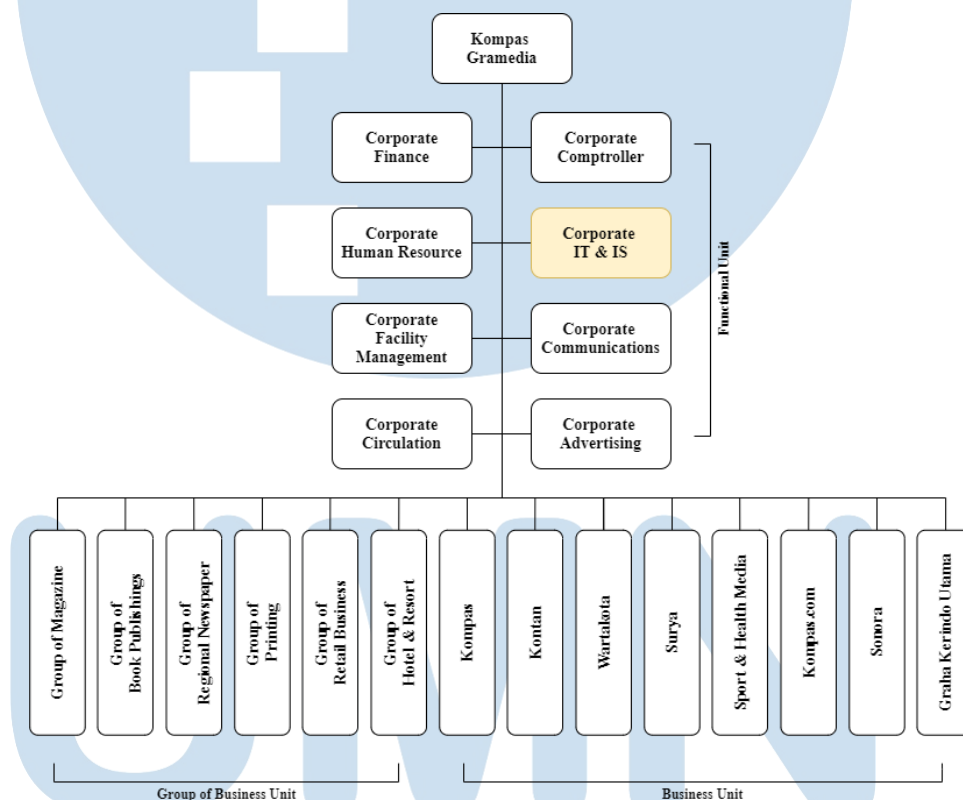 Kompas
Gramedia
Corporate
Finance
Corporate
Comptroller
Corporate
Human Resource
Corporate
IT & IS
Corporate
Facility
Management
Corporate
Communications
Corporate
Circulation
Corporate
Advertising
Functional Unit
Group of Magazine
Group of
Book Publishings
Group of
Regional Newspaper
Group of
Printing
Group of
Retail Business
Group of
Hotel & Resort
Kompas
Kontan
Wartakota
Surya
Sport & Health Media
Kompas.com
Sonora
Graha Kerindo Utama
Group of Business Unit
Business Unit
UMN